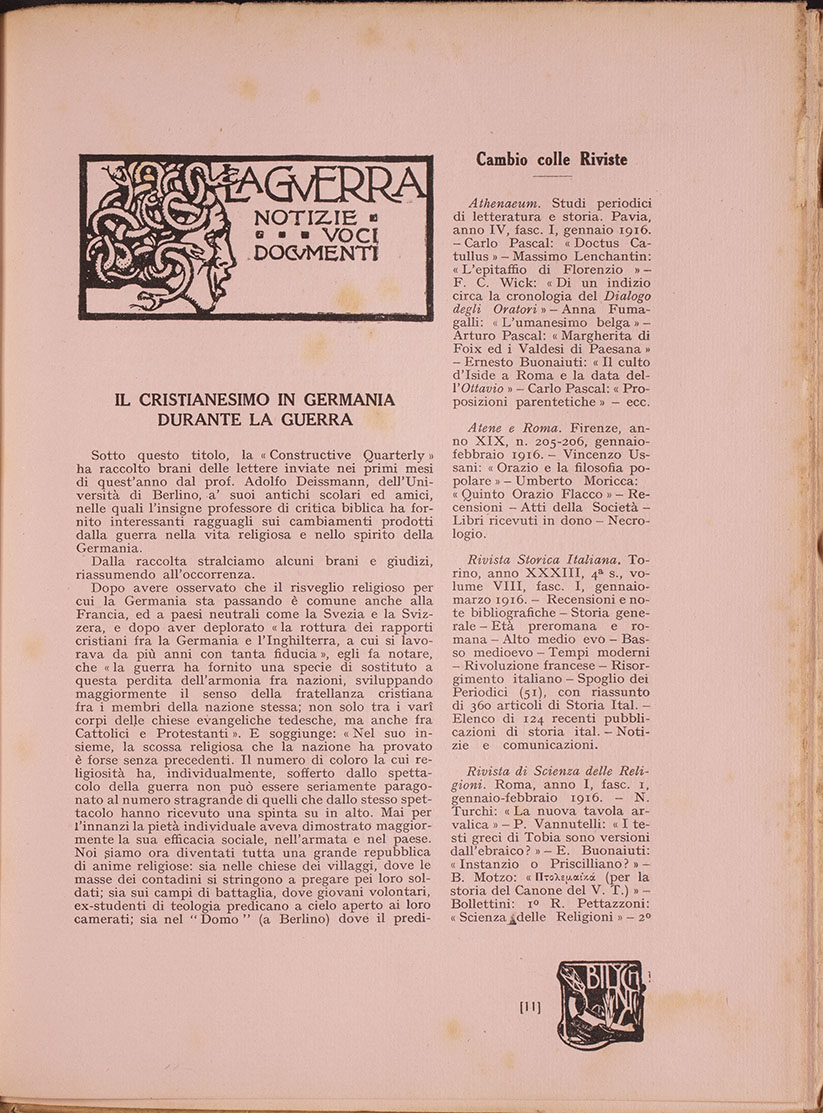 LA GVERRA
NOTIZIE
VOCI
DOCVMENTI
IL CRISTIANESIMO IN GERMANIA
DURANTE LA GUERRA
Sotto questo titolo, la « Constructive Quarterly »
ha raccolto brani delle lettere inviate nei primi mesi
di quest'anno dal prof. Adolfo Deissmann, dell'Uni-
versità di Berlino, a' suoi antichi scolari ed amici,
nelle quali l'insigne professore di critica biblica ha for-
nito interessanti ragguagli sui cambiamenti prodotti
dalla guerra nella vita religiosa e nello spirito della
Germania.
Dalla raccolta stralciamo alcuni brani e giudizi,
riassumendo all'occorrenza.
Dopo avere osservato che il risveglio religioso per
cui la Germania sta passando è comune anche alla
Francia, ed a paesi neutrali come la Svezia e la Sviz-
zera, e dopo aver deplorato « la rottura dei rapporti
cristiani fra la Germania e l'Inghilterra, a cui si lavo-
rava da più anni con tanta fiducia », egli fa notare,
che « la guerra ha fornito una specie di sostituto a
questa perdita dell'armonia fra nazioni, sviluppando
maggiormente il senso della fratellanza cristiana
fra i membri della nazione stessa; non solo tra i varî
corpi delle chiese evangeliche tedesche, ma anche fra
Cattolici e Protestanti ». E soggiunge: « Nel suo in-
sieme, la scossa religiosa che la nazione ha provato
è forse senza precedenti. Il numero di coloro la cui re-
ligiosità ha, individualmente, sofferto dallo spetta-
colo della guerra non può essere seriamente parago-
nato al numero stragrande di quelli che dallo stesso spet-
tacolo hanno ricevuto una spinta su in alto. Mai per
l'innanzi la pietà individuale aveva dimostrato maggior-
mente la sua efficacia sociale, nell'armata e nel paese.
Noi siamo ora diventati tutta una grande repubblica
di anime religiose: sia nelle chiese dei villaggi, dove le
masse dei contadini si stringono a pregare pei loro sol-
dati; sia sui campi di battaglia, dove giovani volontari,
ex-studenti di teologia predicano a cielo aperto ai loro
camerati; sia nel “ Domo ” (a Berlino) dove il predi-
Cambio colle Riviste
Athenaeum. Studi periodici
di letteratura e storia. Pavia,
anno IV, fasc. I, gennaio 1916.
– Carlo Pascal: « Doctus Ca-
tullus » – Massimo Lenchantin:
« L'epitaffio di Florenzio » –
F. C. Wick: « Di un indizio
circa la cronologia del Dialogo
degli Oratori » – Anna Fuma-
galli: « L'umanesimo belga » –
Arturo Pascal: « Margherita di
Foix ed i Valdesi di Paesana »
– Ernesto Buonaiuti: « Il culto
d'Iside a Roma e la data del-
l'Ottavio » – Carlo Pascal: « Pro-
posizioni parentetiche » – ecc.
Atene e Roma. Firenze, an-
no XIX, n. 205-206, gennaio-
febbraio 1916. – Vincenzo Us-
sani: « Orazio e la filosofia po-
polare » – Umberto Moricca:
« Quinto Orazio Flacco » – Re-
censioni – Atti della Società –
Libri ricevuti in dono – Necro-
logio.
Rivista Storica Italiana. To-
rino, anno XXXIII, 4ª s., vo-
lume VIII, fasc. I, gennaio-
marzo 1916. – Recensioni e no-
te bibliografiche – Storia gene-
rale – Età preromana e ro-
mana – Alto medio evo – Bas-
so medioevo – Tempi moderni
– Rivoluzione francese – Risor-
gimento italiano – Spoglio dei
Periodici (51), con riassunto
di 360 articoli di Storia Ital. –
Elenco di 124 recenti pubbli-
cazioni di storia ital. – Noti-
zie e comunicazioni.
Rivista di Scienza delle Reli-
gioni. Roma, anno I, fasc. 1,
gennaio-febbraio 1916. – N.
Turchi: « La nuova tavola ar-
valica » – P. Vannutelli: « I te-
sti greci di Tobia sono versioni
dall'ebraico? » – E. Buonaiuti:
« Instanzio o Priscilliano? » –
B. Motzo: « Πτολεμαϊκά (per la
storia del Canone del V. T.) » –
Bollettini: 1º R. Pettazzoni:
« Scienza delle Religioni » – 2º
[11]
BILYCHNIS